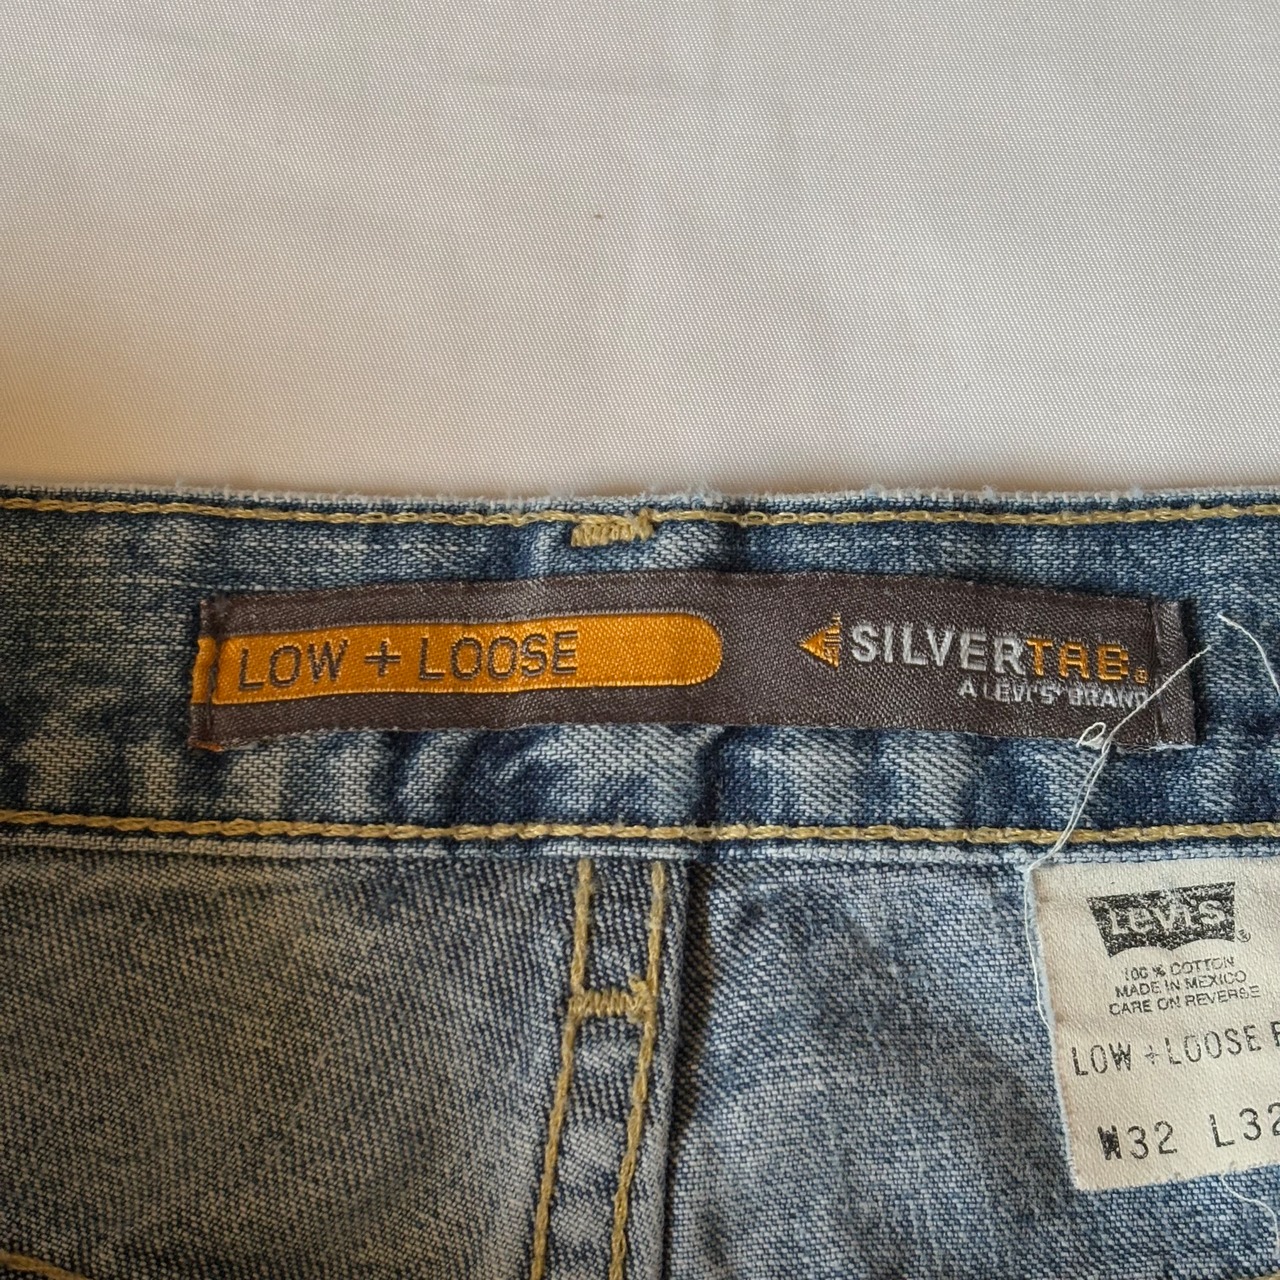 LOW + LOOSE
SILVERTAB®
A LEVI'S® BRAND
Levi's®
100 % COTTON
MADE IN MEXICO
CARE ON REVERSE
LOW + LOOSE
W32 L32